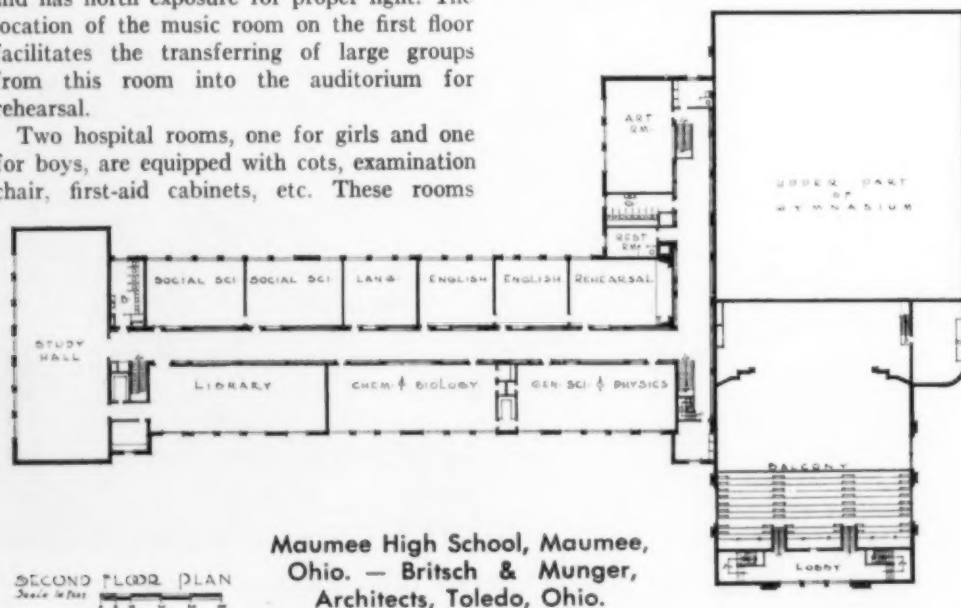 and has north exposure for proper light. The
location of the music room on the first floor
facilitates the transferring of large groups
from this room into the auditorium for
rehearsal.
Two hospital rooms, one for girls and one
for boys, are equipped with cots, examination
chair, first-aid cabinets, etc. These rooms
ART
RM.
UPPER PART
OF
GYMNASIUM
REST
RM.
SOCIAL SCI. SOCIAL SCI. LANG. ENGLISH ENGLISH REHEARSAL
STUDY
HALL
LIBRARY CHEM. & BIOLOGY GEN. SCI. & PHYSICS
BALCONY
LOBBY
SECOND FLOOR PLAN
Scale in feet
Maumee High School, Maumee,
Ohio. — Britsch & Munger,
Architects, Toledo, Ohio.